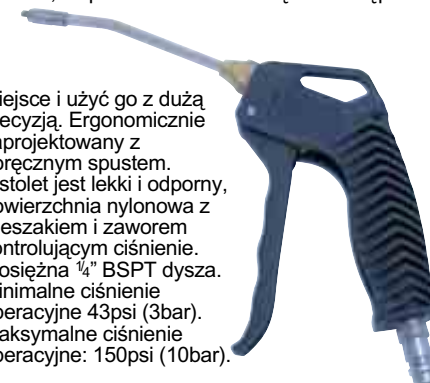 iejsce i użyć go z dużą
ecyzją. Ergonomicznie
aprojektowany z
oręcznym spustem.
stolet jest lekki i odporny,
owierzchnia nylonowa z
eszakiem i zaworem
ontrolującym ciśnienie.
osiężna ¼” BSPT dysza.
inimalne ciśnienie
peracyjne 43psi (3bar).
aksymalne ciśnienie
peracyjne: 150psi (10bar).